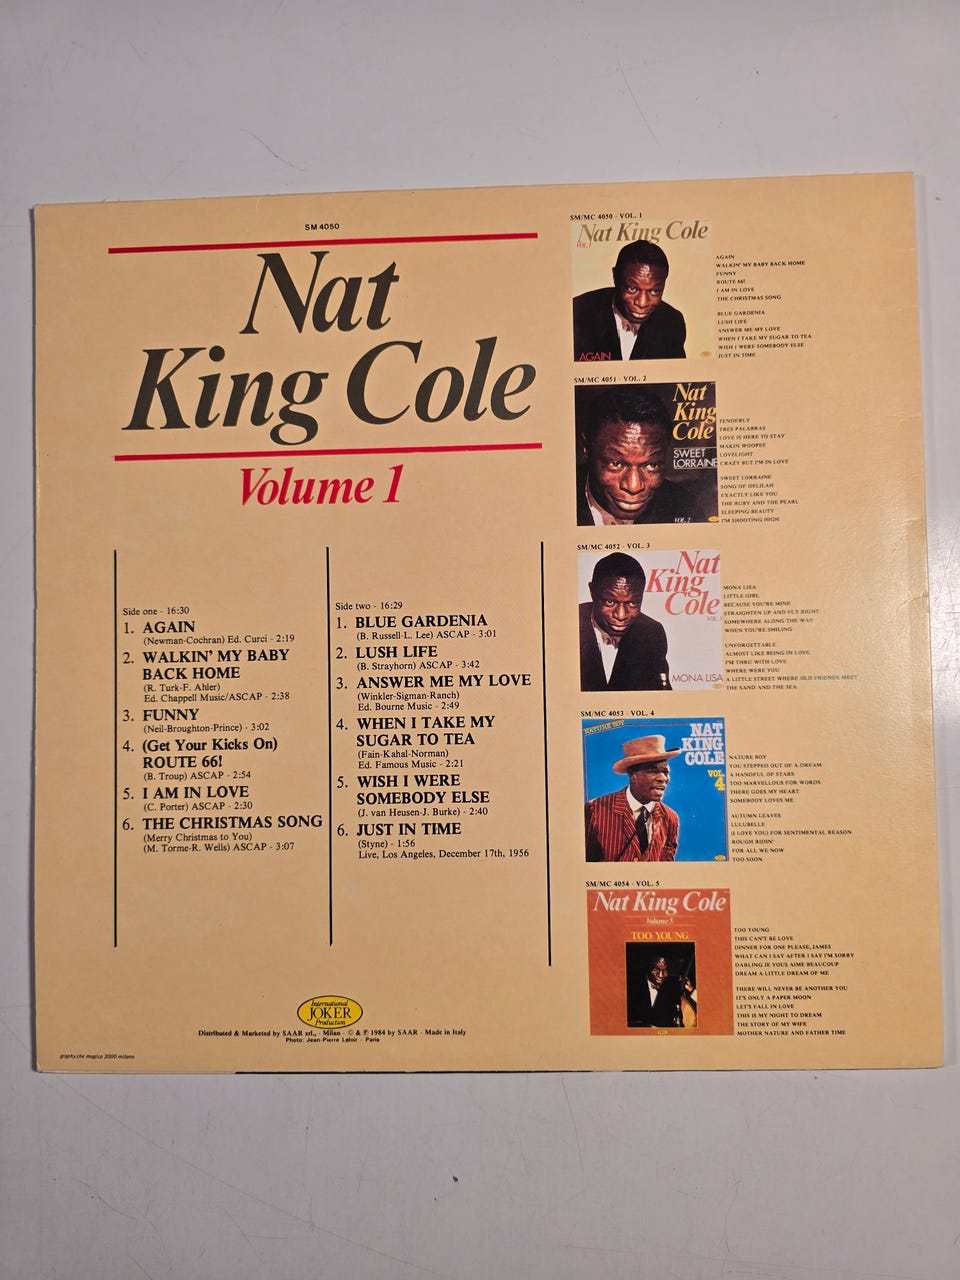 SM 4050
Nat
King Cole
Volume 1
Side one - 16:30
1. AGAIN
(Newman-Cochran) Ed. Curci - 2:19
2. WALKIN' MY BABY
BACK HOME
(R. Turk-F. Ahler)
Ed. Chappell Music/ASCAP - 2:38
3. FUNNY
(Neil-Broughton-Prince) - 3:02
4. (Get Your Kicks On)
ROUTE 66!
(B. Troup) ASCAP - 2:54
5. I AM IN LOVE
(C. Porter) ASCAP - 2:30
6. THE CHRISTMAS SONG
(Merry Christmas to You)
(M. Torme-R. Wells) ASCAP - 3:07
Side two - 16:29
1. BLUE GARDENIA
(B. Russell-L. Lee) ASCAP - 3:01
2. LUSH LIFE
(B. Strayhorn) ASCAP - 3:42
3. ANSWER ME MY LOVE
(Winkler-Sigman-Ranch)
Ed. Bourne Music - 2:49
4. WHEN I TAKE MY
SUGAR TO TEA
(Fain-Kahal-Norman)
Ed. Famous Music - 2:21
5. WISH I WERE
SOMEBODY ELSE
(J. van Heusen-J. Burke) - 2:40
6. JUST IN TIME
(Styne) - 1:56
Live, Los Angeles, December 17th, 1956
International
JOKER
Production
Distributed & Marketed by SAAR srl., - Milan - © & ℗ 1984 by SAAR - Made in Italy
Photo: Jean-Pierre Leloir - Paris
graphyche magica 2000 milano
SM/MC 4050 - VOL. 1
Nat King Cole
VOL. 1
AGAIN
AGAIN
WALKIN' MY BABY BACK HOME
FUNNY
ROUTE 66!
I AM IN LOVE
THE CHRISTMAS SONG
BLUE GARDENIA
LUSH LIFE
ANSWER ME MY LOVE
WHEN I TAKE MY SUGAR TO TEA
WISH I WERE SOMEBODY ELSE
JUST IN TIME
SM/MC 4051 - VOL. 2
Nat
King
Cole
SWEET
LORRAINE
VOL. 2
TENDERLY
TRES PALABRAS
LOVE IS HERE TO STAY
MAKIN WOOPEE
LOVELIGHT
CRAZY BUT I'M IN LOVE
SWEET LORRAINE
SONG OF DELILAH
EXACTLY LIKE YOU
THE RUBY AND THE PEARL
SLEEPING BEAUTY
I'M SHOOTING HIGH
SM/MC 4052 - VOL. 3
Nat
King
Cole
MONA LISA
MONA LISA
LITTLE GIRL
BECAUSE YOU'RE MINE
STRAIGHTEN UP AND FLY RIGHT
SOMEWHERE ALONG THE WAY
WHEN YOU'RE SMILING
UNFORGETTABLE
ALMOST LIKE BEING IN LOVE
I'M THRU WITH LOVE
WHERE WERE YOU
A LITTLE STREET WHERE OLD FRIENDS MEET
THE SAND AND THE SEA
SM/MC 4053 - VOL. 4
NATURE BOY
NAT
KING
COLE
VOL.
4
NATURE BOY
YOU STEPPED OUT OF A DREAM
A HANDFUL OF STARS
TOO MARVELLOUS FOR WORDS
THERE GOES MY HEART
SOMEBODY LOVES ME
AUTUMN LEAVES
LULUBELLE
(I LOVE YOU) FOR SENTIMENTAL REASON
ROUGH RIDIN'
FOR ALL WE NOW
TOO SOON
SM/MC 4054 - VOL. 5
Nat King Cole
Volume 5
TOO YOUNG
TOO YOUNG
THIS CAN'T BE LOVE
DINNER FOR ONE PLEASE, JAMES
WHAT CAN I SAY AFTER I SAY I'M SORRY
DARLING JE VOUS AIME BEAUCOUP
DREAM A LITTLE DREAM OF ME
THERE WILL NEVER BE ANOTHER YOU
IT'S ONLY A PAPER MOON
LET'S FALL IN LOVE
THIS IS MY NIGHT TO DREAM
THE STORY OF MY WIFE
MOTHER NATURE AND FATHER TIME